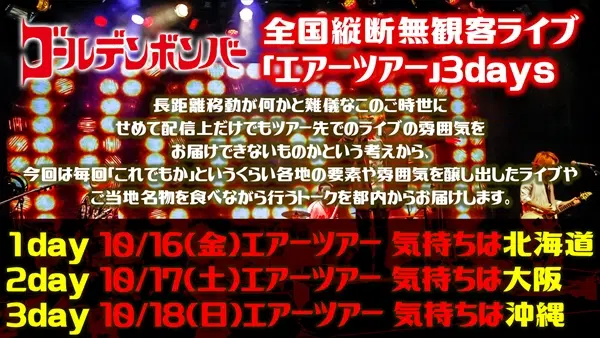 ゴールデンボンバー
全国縦断無観客ライブ
「エアーツアー」3days
長距離移動が何かと難儀なこのご時世に
せめて配信上だけでもツアー先でのライブの雰囲気を
お届けできないものかという考えから、
今回は毎回「これでもか」というくらい各地の要素や雰囲気を醸し出したライブや
ご当地名物を食べながら行うトークを都内からお届けします。
1day 10/16(金)エアーツアー 気持ちは北海道
2day 10/17(土)エアーツアー 気持ちは大阪
3day 10/18(日)エアーツアー 気持ちは沖縄